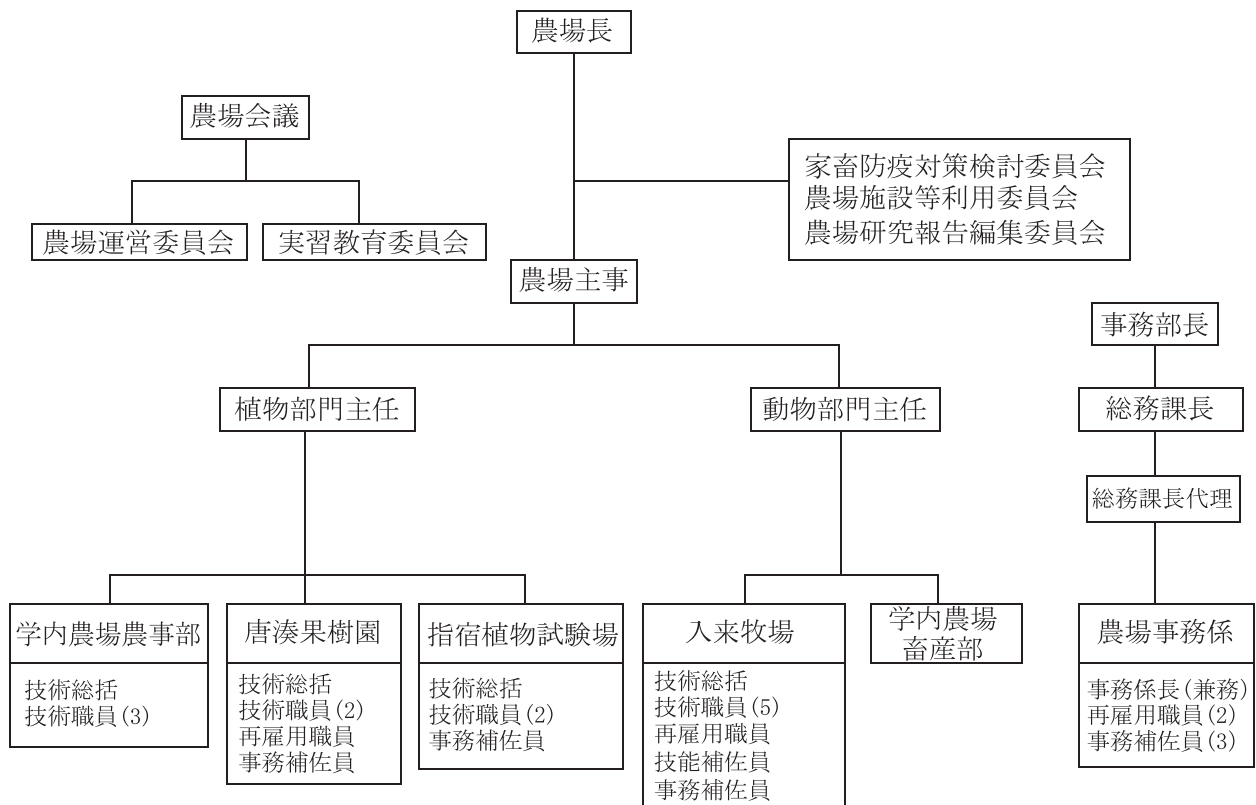 農場長
農場会議
家畜防疫対策検討委員会
農場施設等利用委員会
農場研究報告編集委員会
農場運営委員会
実習教育委員会
農場主事
事務部長
植物部門主任
動物部門主任
総務課長
総務課長代理
学内農場農事部
技術総括
技術職員(3)
唐湊果樹園
技術総括
技術職員(2)
再雇用職員
事務補佐員
指宿植物試験場
技術総括
技術職員(2)
事務補佐員
入来牧場
技術総括
技術職員(5)
再雇用職員
技能補佐員
事務補佐員
学内農場
畜産部
農場事務係
事務係長(兼務)
再雇用職員(2)
事務補佐員(3)